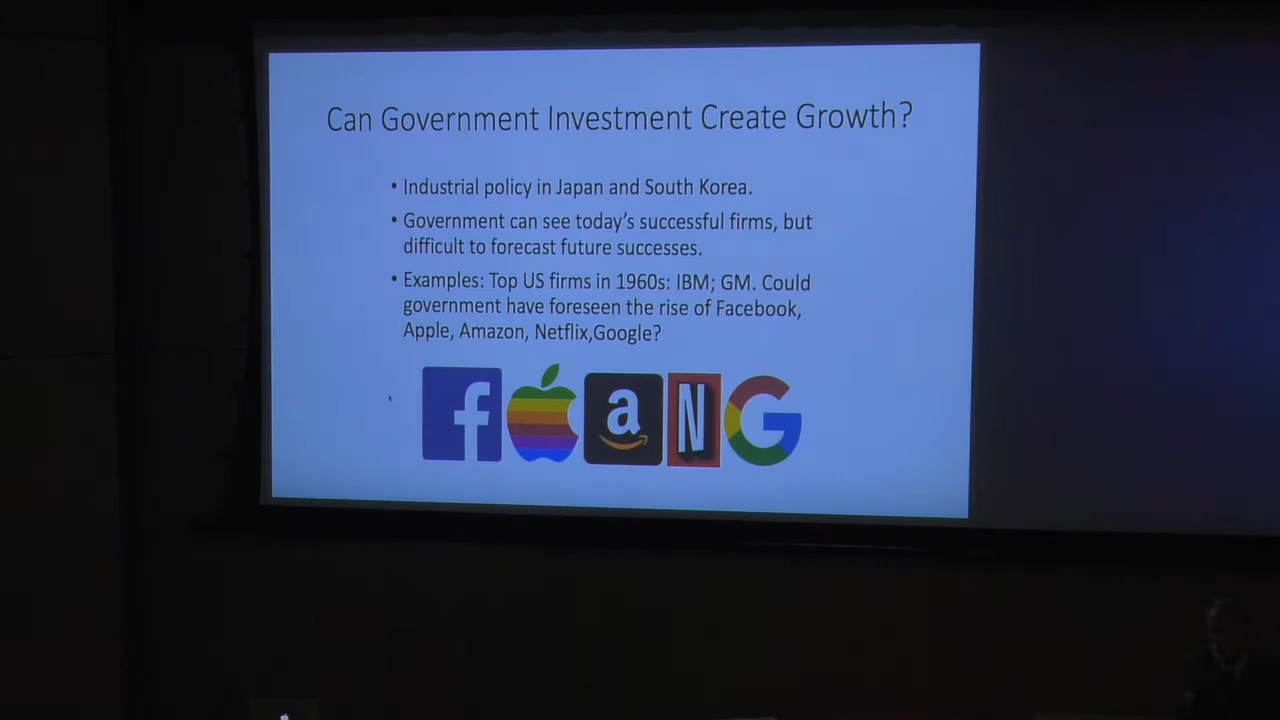 Can Government Investment Create Growth?
• Industrial policy in Japan and South Korea.
• Government can see today's successful firms, but
difficult to forecast future successes.
• Examples: Top US firms in 1960s: IBM; GM. Could
government have foreseen the rise of Facebook,
Apple, Amazon, Netflix,Google?
f a N G